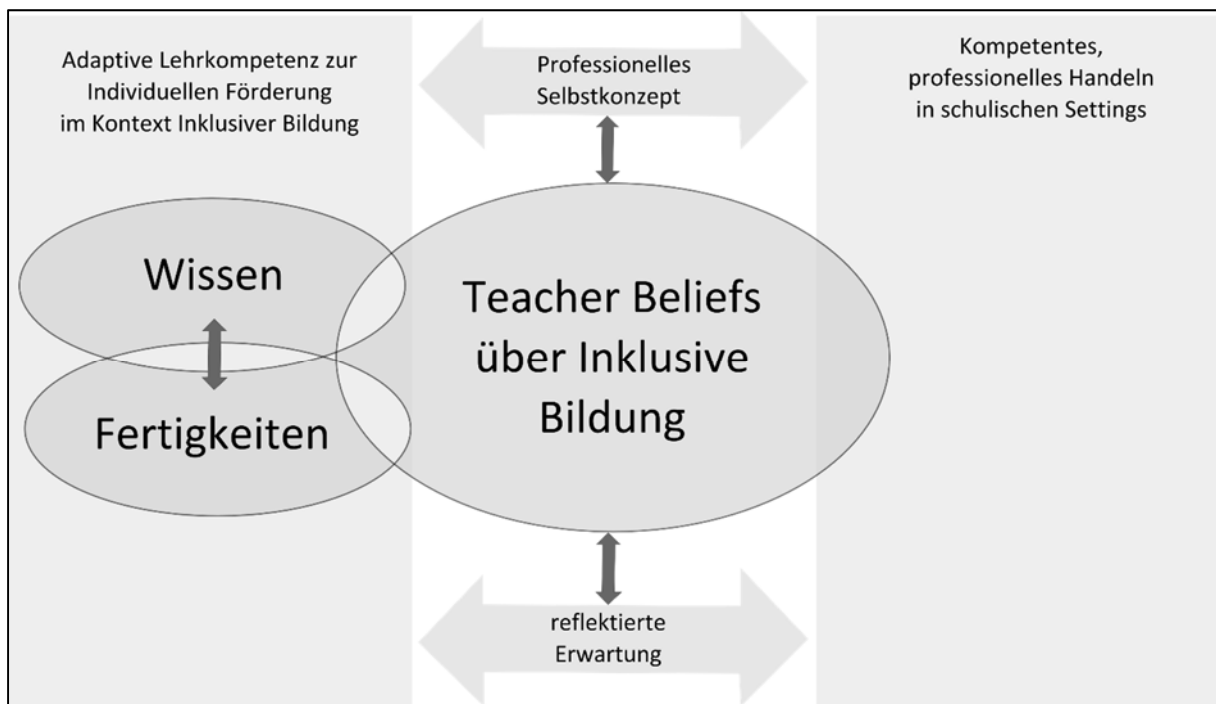 Adaptive Lehrkompetenz zur
Individuellen Förderung
im Kontext Inklusiver Bildung
Professionelles
Selbstkonzept
Kompetentes,
professionelles Handeln
in schulischen Settings
Wissen
Fertigkeiten
Teacher Beliefs
über Inklusive
Bildung
reflektierte
Erwartung